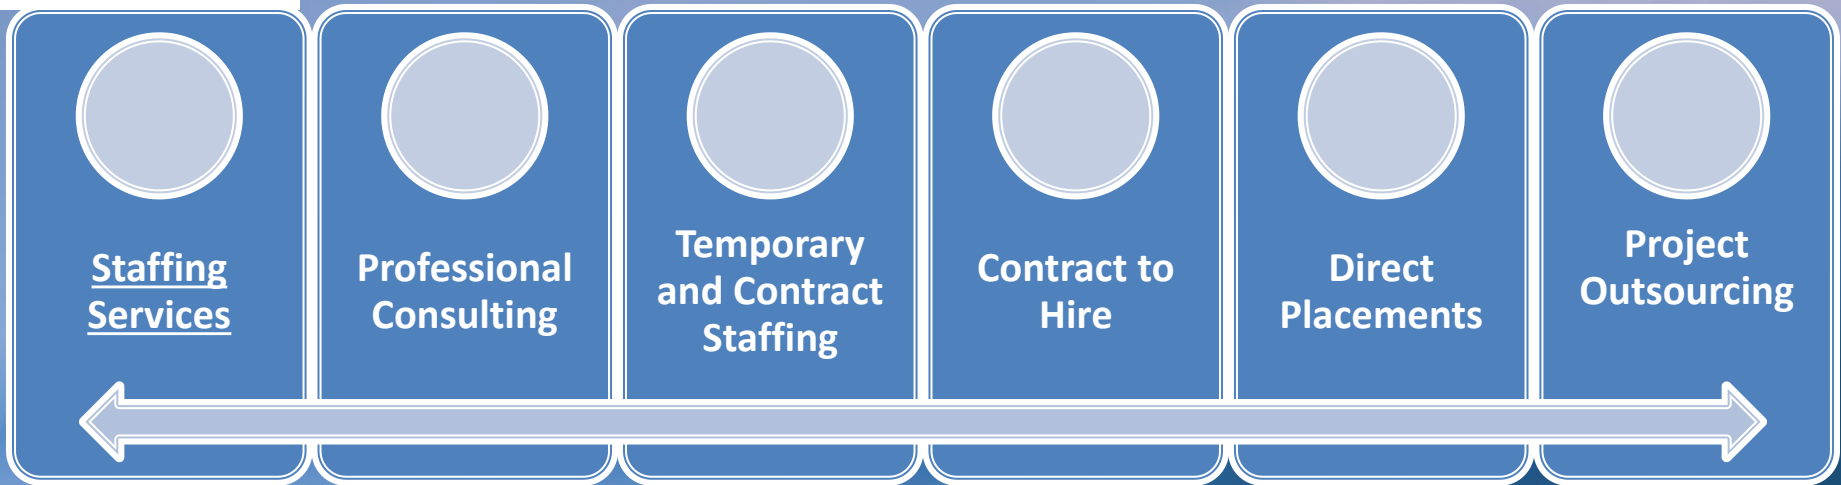 Staffing
Services
Professional
Consulting
Temporary
and Contract
Staffing
Contract to
Hire
Direct
Placements
Project
Outsourcing